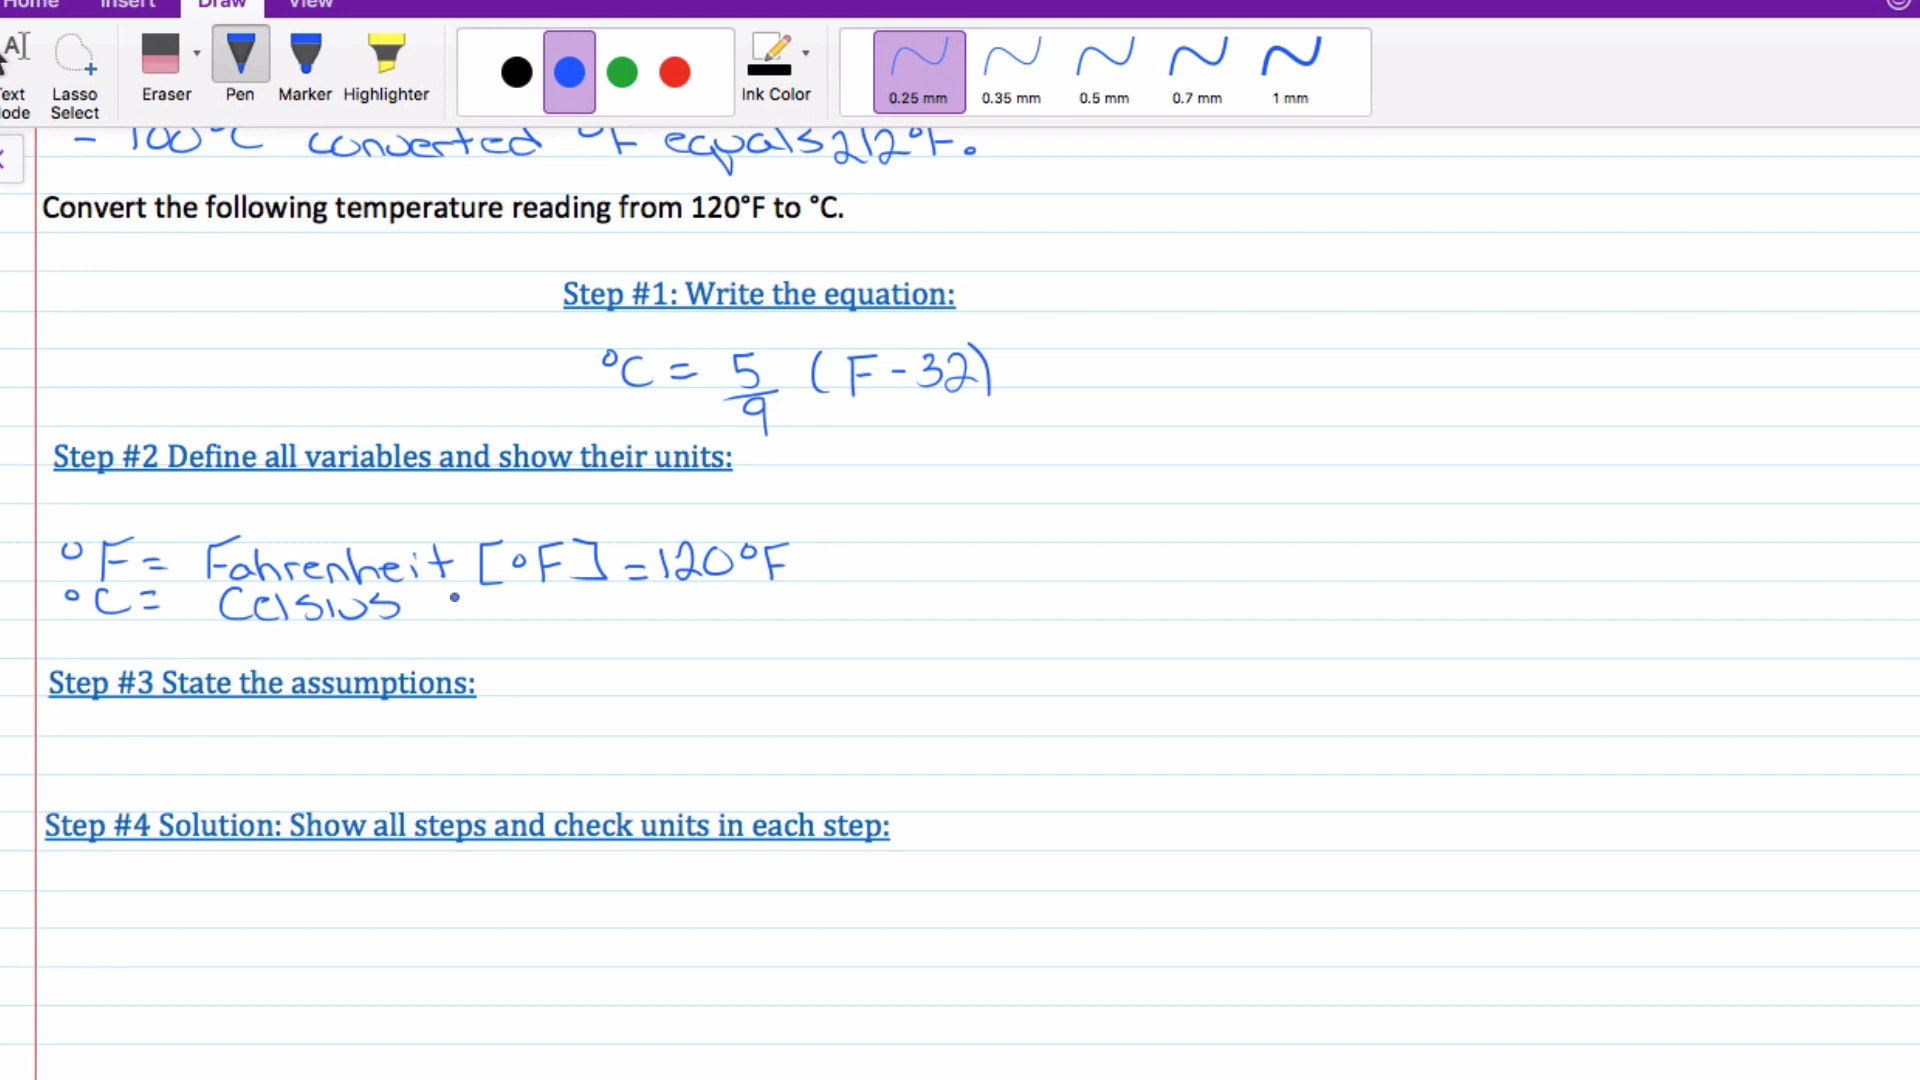 Home Insert Draw View
Text Mode Lasso Select Eraser Pen Marker Highlighter Ink Color 0.25 mm 0.35 mm 0.5 mm 0.7 mm 1 mm
- 100°C converted °F equals 212°F.
Convert the following temperature reading from 120°F to °C.
Step #1: Write the equation:
°C = 5/9 (F - 32)
Step #2 Define all variables and show their units:
°F = Fahrenheit [°F] = 120°F
°C = Celsius
Step #3 State the assumptions:
Step #4 Solution: Show all steps and check units in each step: